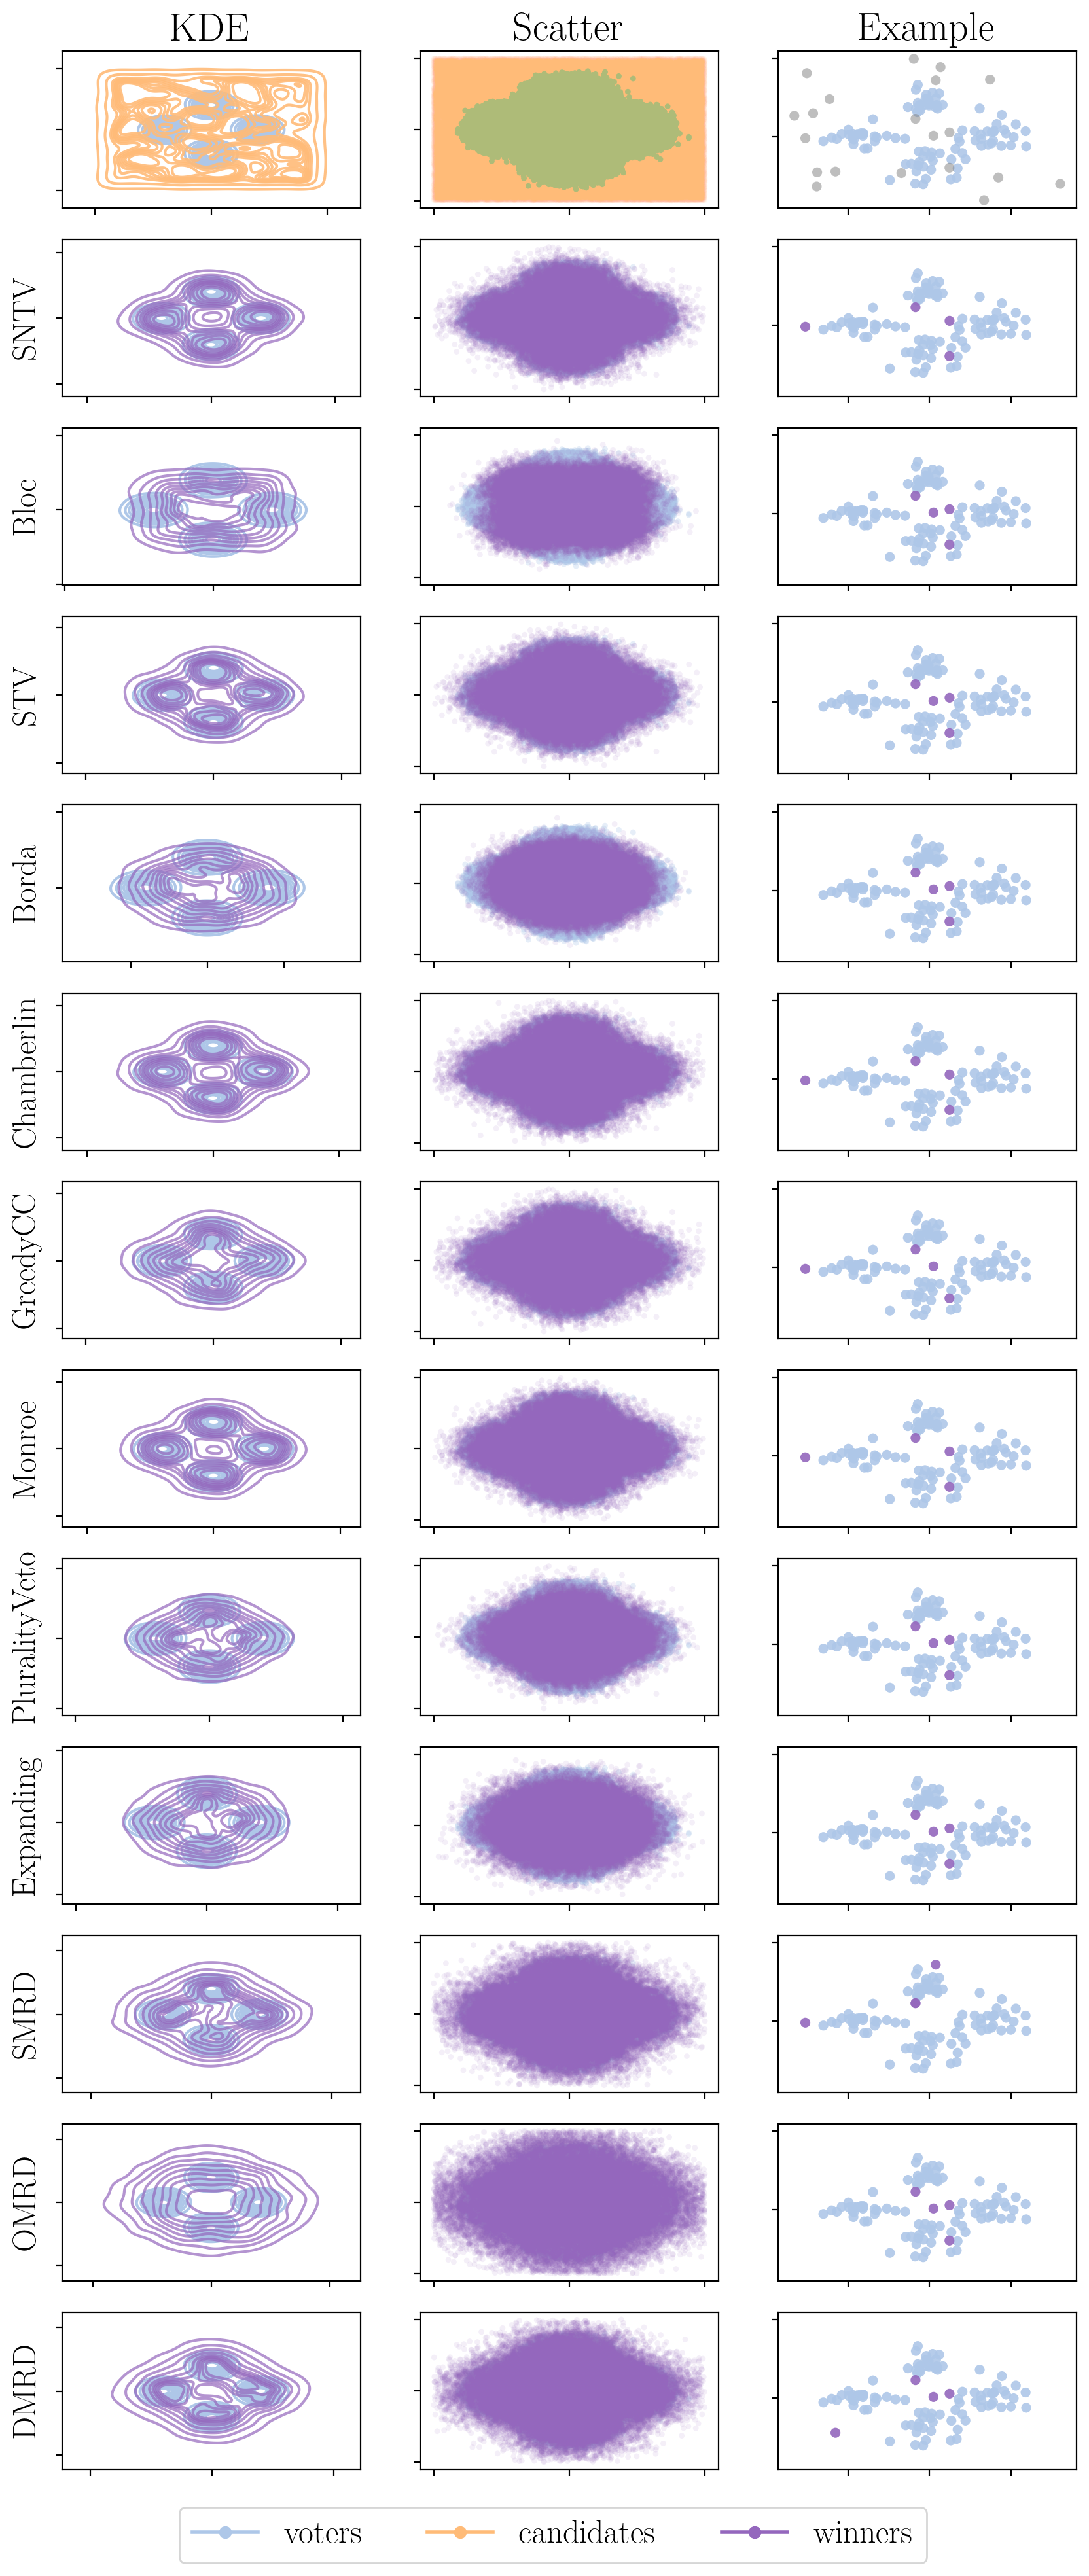 KDE Scatter Example
SNTV
Bloc
STV
Borda
Chamberlin
GreedyCC
Monroe
PluralityVeto
Expanding
SMRD
OMRD
DMRD
voters candidates winners